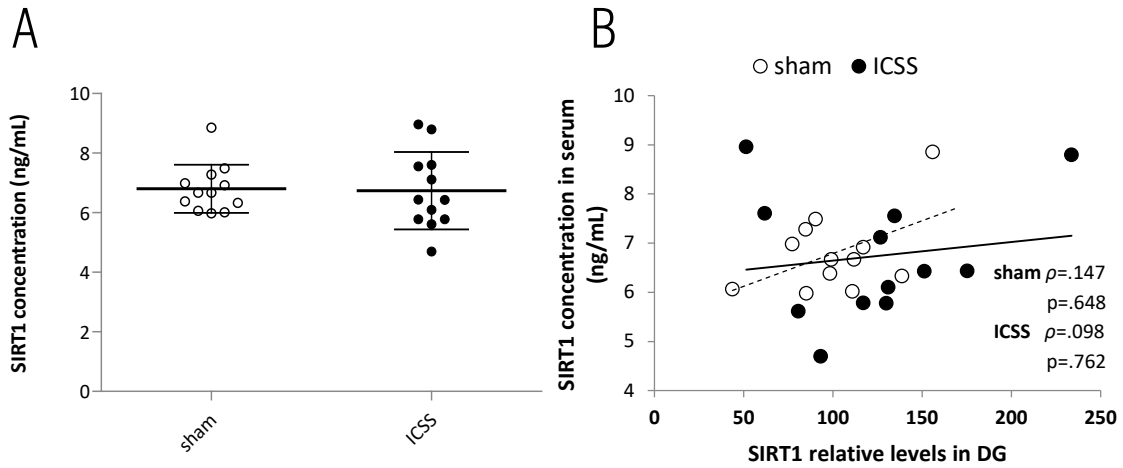 A
SIRT1 concentration (ng/mL)
10
8
6
4
2
0
sham
ICSS
B
sham ICSS
SIRT1 concentration in serum
(ng/mL)
10
9
8
7
6
5
4
sham ρ=.147
p=.648
ICSS ρ=.098
p=.762
0 50 100 150 200 250
SIRT1 relative levels in DG